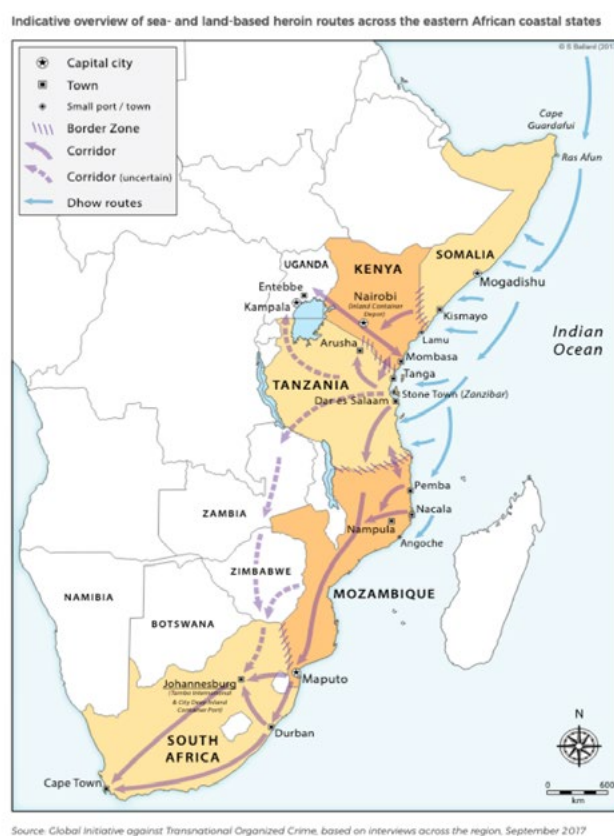 Indicative overview of sea- and land-based heroin routes across the eastern African coastal states
Capital city
Town
Small port / town
Border Zone
Corridor
Corridor (uncertain)
Dhow routes
Cape
Guardafui
Ras Afun
SOMALIA
UGANDA
KENYA
Entebbe
Kampala
Nairobi
(Inland Container
Depot)
Mogadishu
Kismayo
Lamu
Indian
Ocean
Arusha
Mombasa
Tanga
TANZANIA
Stone Town (Zanzibar)
Dar es Salaam
Pemba
Nacala
ZAMBIA
Nampula
Angoche
ZIMBABWE
MOZAMBIQUE
NAMIBIA
BOTSWANA
Johannesburg
Maputo
SOUTH
AFRICA
Durban
Cape Town
N
0 600
km
Source: Global Initiative against Transnational Organized Crime, based on interviews across the region, September 2017